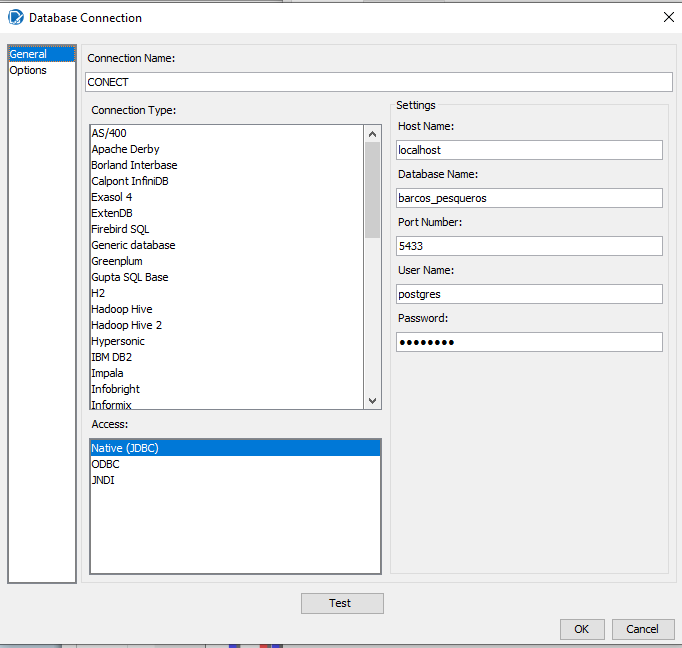 Database Connection
General
Options
Connection Name:
CONECT
Connection Type:
AS/400
Apache Derby
Borland Interbase
Calpont InfiniDB
Exasol 4
ExtenDB
Firebird SQL
Generic database
Greenplum
Gupta SQL Base
H2
Hadoop Hive
Hadoop Hive 2
Hypersonic
IBM DB2
Impala
Infobright
Informix
Access:
Native (JDBC)
ODBC
JNDI
Settings
Host Name:
localhost
Database Name:
barcos_pesqueros
Port Number:
5433
User Name:
postgres
Password:
●●●●●●●●
Test
OK
Cancel